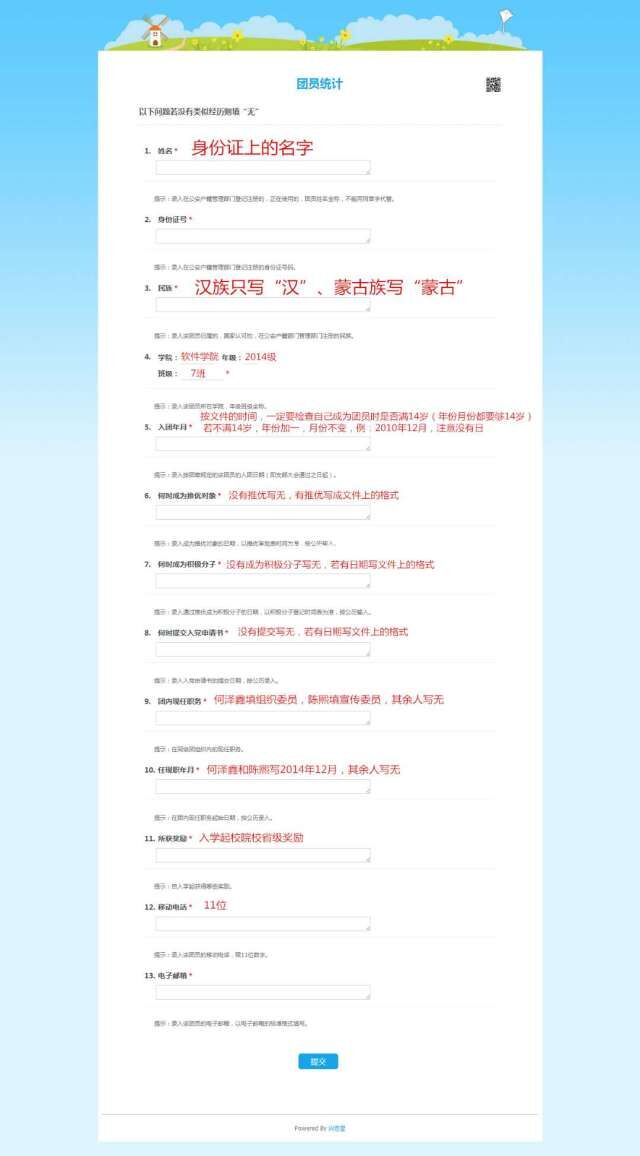 团员统计
以下问题若没有类似经历则填“无”
1. 姓名* 身份证上的名字
提示：录入在公安户籍管理部门登记注册的，正在使用的，团员姓名全称，不能用同音字代替。
2. 身份证号*
提示：录入在公安户籍管理部门登记注册的身份证号码。
3. 民族* 汉族只写“汉”、蒙古族写“蒙古”
提示：录入该团员归属的，国家认可的，在公安户籍部门管理部门注册的民族。
4. 学院：软件学院 年级：2014级
班级： 7班 *
提示：录入该团员所在学院，年级班级全称。
按文件的时间，一定要检查自己成为团员时是否满14岁（年份月份都要够14岁）
5. 入团年月* 若不满14岁，年份加一，月份不变，例：2010年12月，注意没有日
提示：录入按团章规定的该团员的入团日期（即支部大会通过之日起）。
6. 何时成为推优对象* 没有推优写无，有推优写成文件上的格式
提示：录入成为推优对象的日期，以推优审批表时间为准，按公历录入。
7. 何时成为积极分子* 没有成为积极分子写无，若有日期写文件上的格式
提示：录入通过推优成为积极分子的日期，以积极分子登记时间表为准，按公历输入。
8. 何时提交入党申请书* 没有提交写无，若有日期写文件上的格式
提示：录入入党申请书的提交日期，按公历录入。
9. 团内现任职务* 何泽鑫填组织委员，陈熙填宣传委员，其余人写无
提示：在现该团组织内的现任职务。
10. 任现职年月* 何泽鑫和陈熙写2014年12月，其余人写无
提示：在团内现任职务起始日期，按公历录入。
11. 所获奖励* 入学起校院校省级奖励
提示：自入学起获得哪些奖励。
12. 移动电话* 11位
提示：录入该团员的移动电话，限11位数字。
13. 电子邮箱*
提示：录入该团员的电子邮箱，以电子邮箱的标准格式填写。
提交
Powered By 问卷星